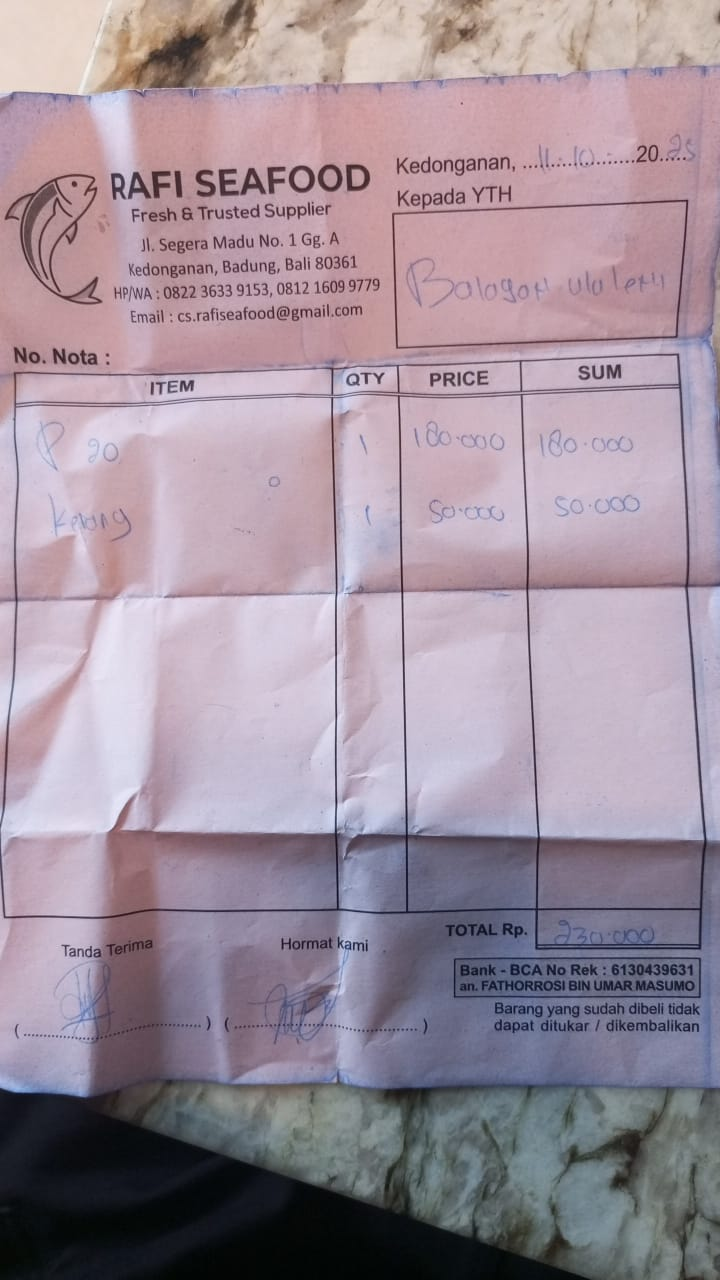 RAFI SEAFOOD
Fresh & Trusted Supplier
Jl. Segera Madu No. 1 Gg. A
Kedonganan, Badung, Bali 80361
HP/WA : 0822 3633 9153, 0812 1609 9779
Email : cs.rafiseafood@gmail.com
Kedonganan, ...11...10.......20..25
Kepada YTH
No. Nota :
ITEM QTY PRICE SUM
P 20 1 180.000 180.000
Kerang 1 50.000 50.000
TOTAL Rp. 230.000
Tanda Terima Hormat kami
Bank - BCA No Rek : 6130439631
an. FATHORROSI BIN UMAR MASUMO
Barang yang sudah dibeli tidak
dapat ditukar / dikembalikan